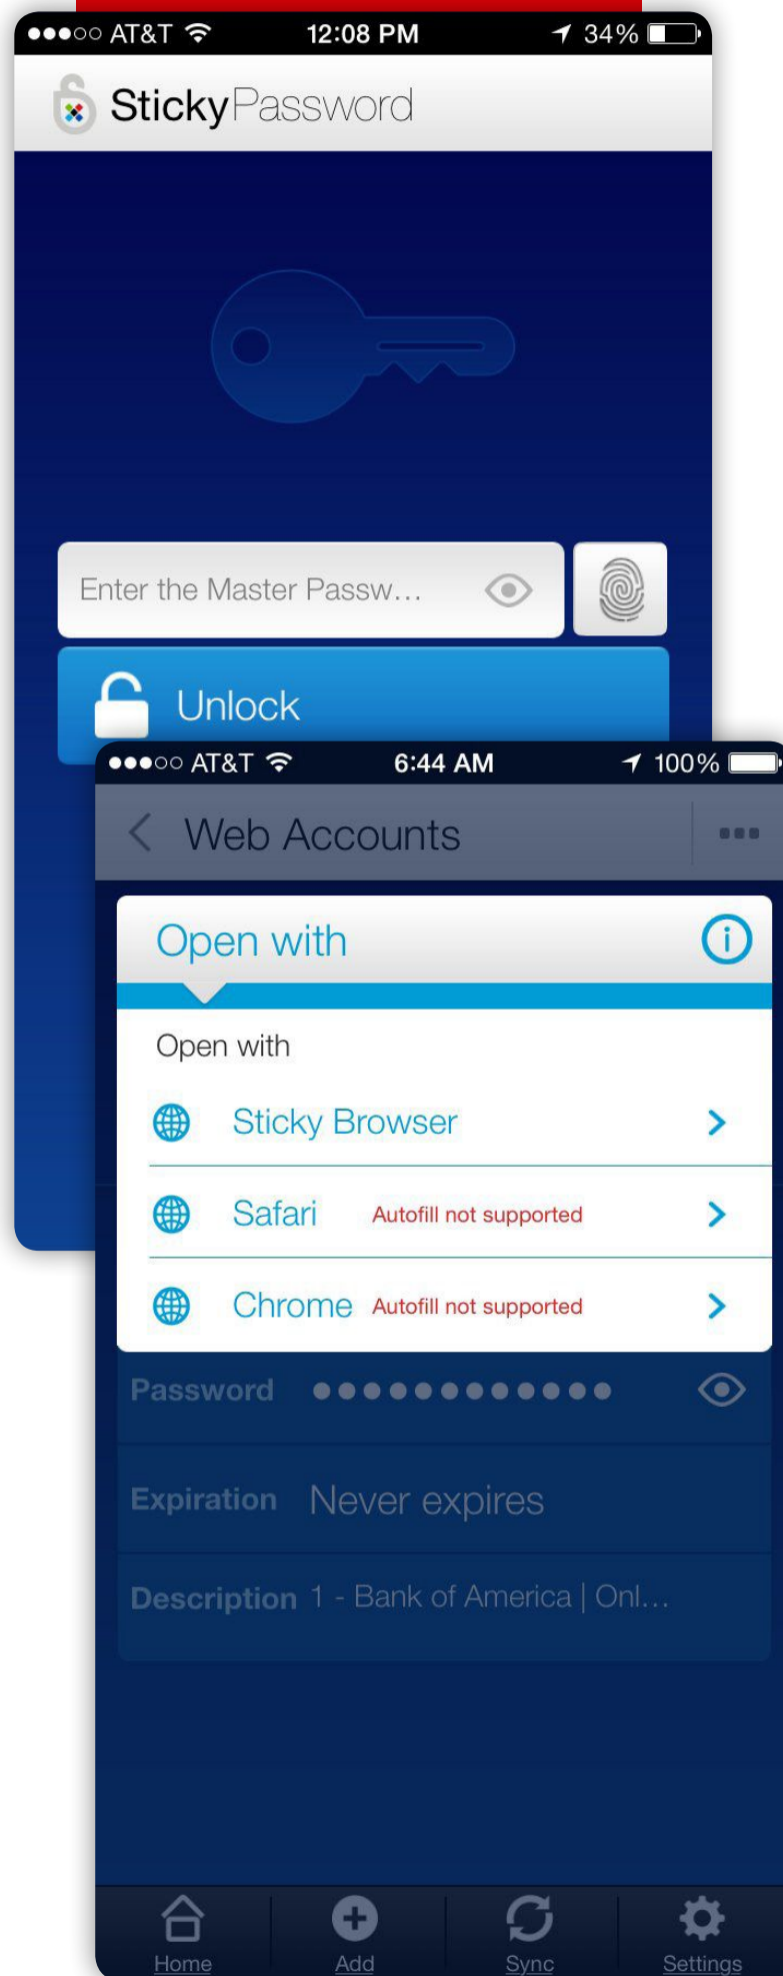 AT&T 12:08 PM 34%
StickyPassword
Enter the Master Passw...
Unlock
AT&T 6:44 AM 100%
Web Accounts
Open with
Open with
Sticky Browser
Safari Autofill not supported
Chrome Autofill not supported
Password
Expiration Never expires
Description 1 - Bank of America | Onl...
Home Add Sync Settings